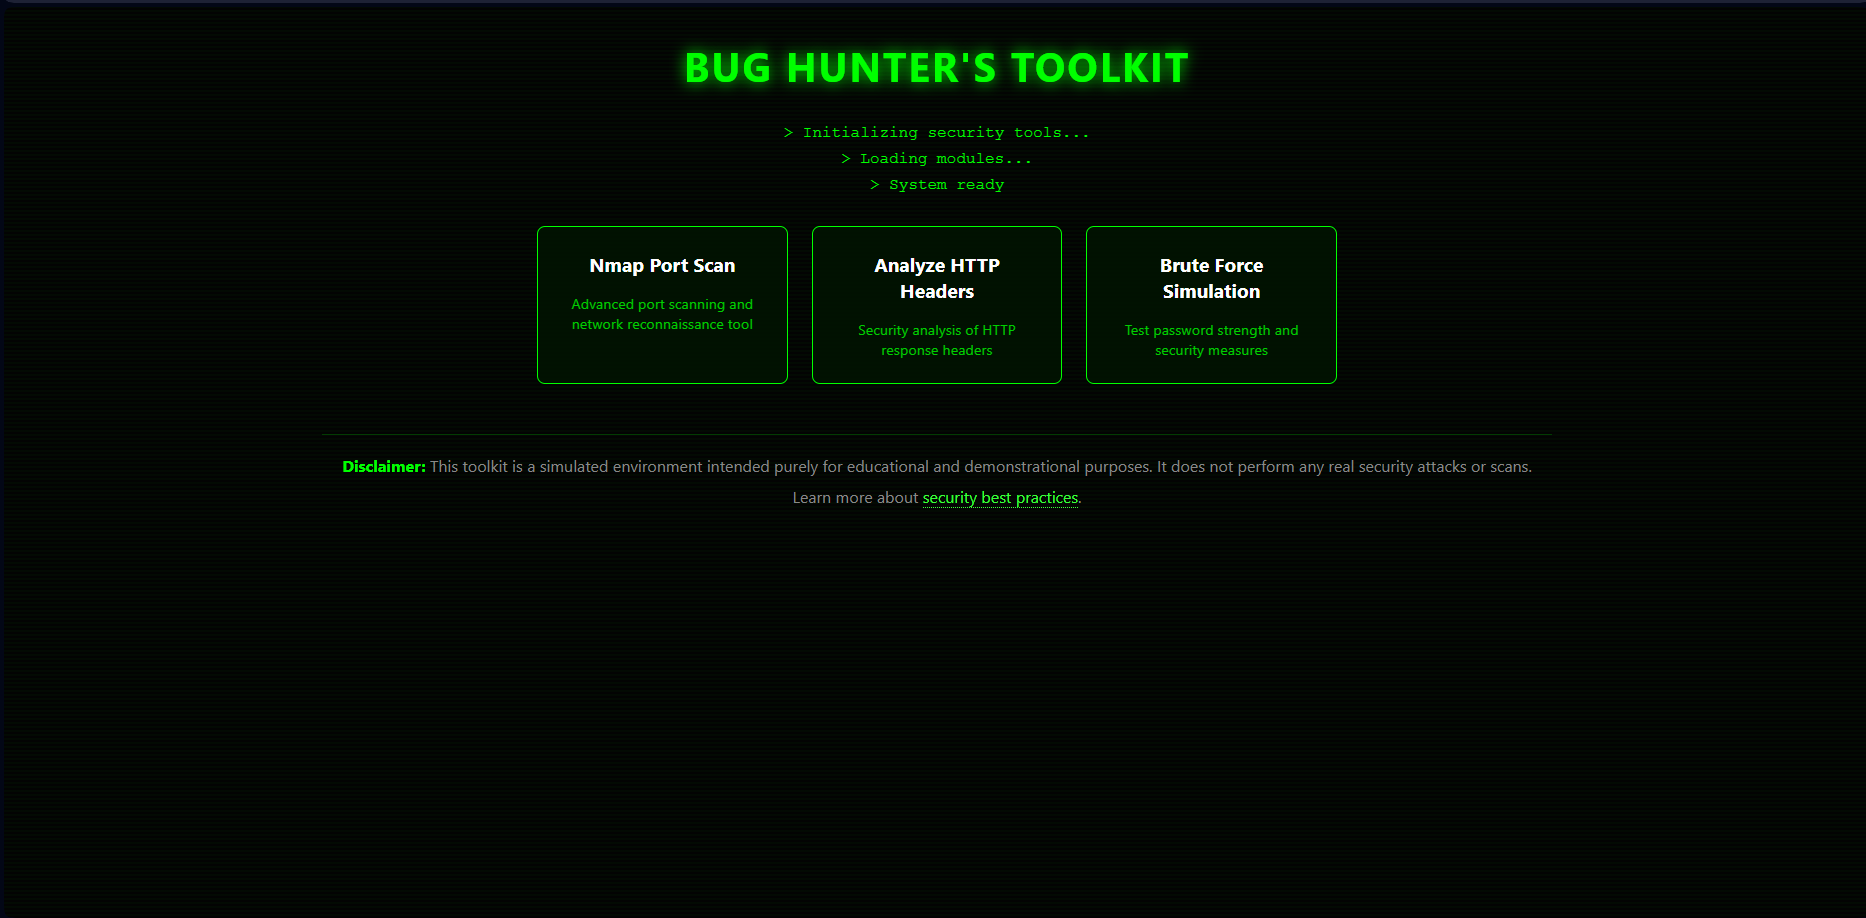 BUG HUNTER'S TOOLKIT
> Initializing security tools...
> Loading modules...
> System ready
Nmap Port Scan
Advanced port scanning and
network reconnaissance tool
Analyze HTTP
Headers
Security analysis of HTTP
response headers
Brute Force
Simulation
Test password strength and
security measures
Disclaimer: This toolkit is a simulated environment intended purely for educational and demonstrational purposes. It does not perform any real security attacks or scans.
Learn more about security best practices.